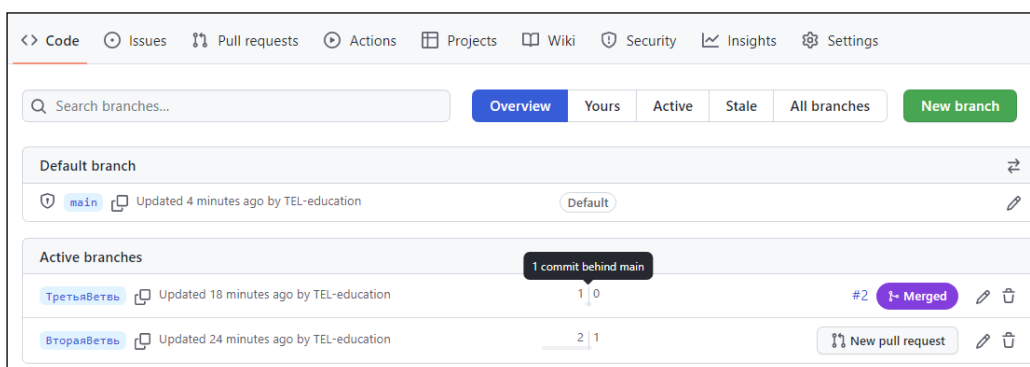 <> Code Issues Pull requests Actions Projects Wiki Security Insights Settings
Search branches... Overview Yours Active Stale All branches New branch
Default branch
main Updated 4 minutes ago by TEL-education Default
Active branches
1 commit behind main
ТретьяВетвь Updated 18 minutes ago by TEL-education 1 | 0 #2 Merged
ВтораяВетвь Updated 24 minutes ago by TEL-education 2 | 1 New pull request